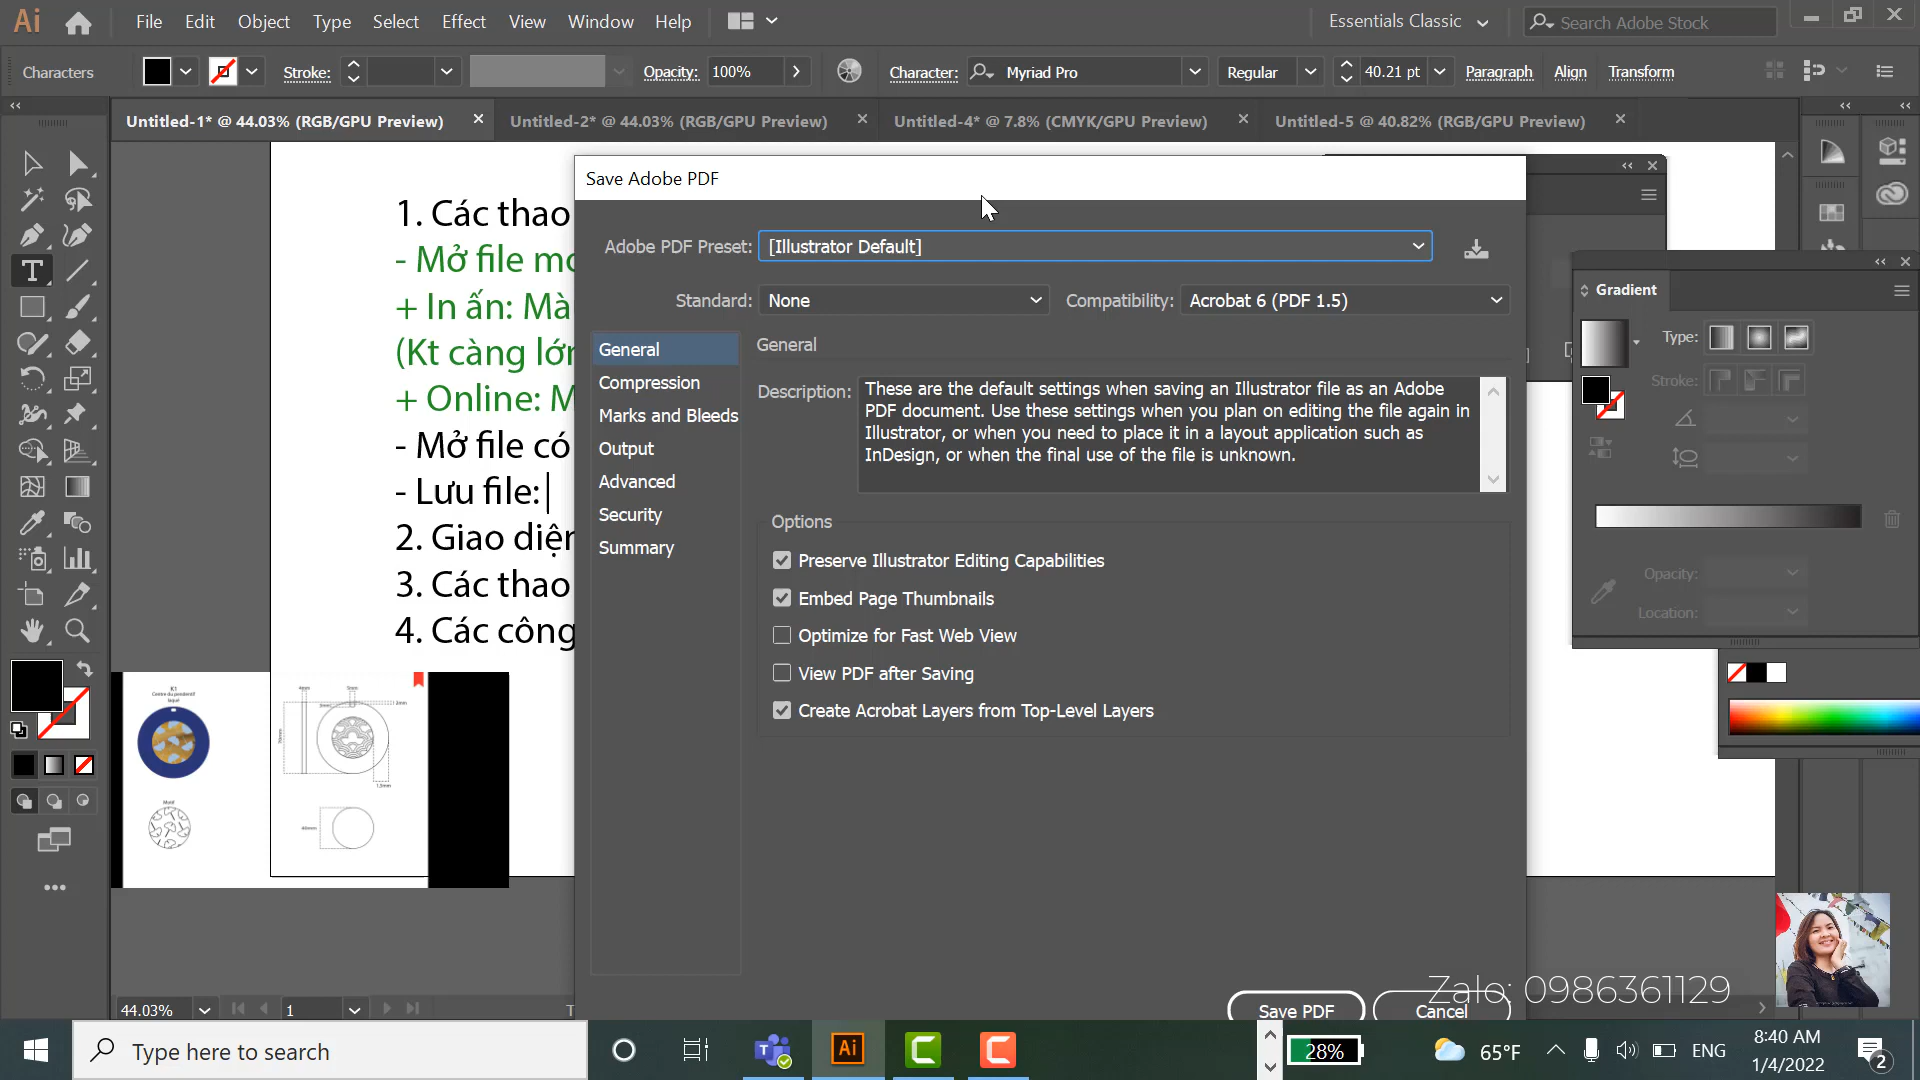 Ai
File Edit Object Type Select Effect View Window Help
Essentials Classic
Search Adobe Stock
Characters
Stroke:
Opacity: 100%
Character: Myriad Pro
Regular
40.21 pt
Paragraph Align Transform
Untitled-1* @ 44.03% (RGB/GPU Preview)
Untitled-2* @ 44.03% (RGB/GPU Preview)
Untitled-4* @ 7.8% (CMYK/GPU Preview)
Untitled-5 @ 40.82% (RGB/GPU Preview)
1. Các thao
- Mở file mớ
+ In ấn: Mà
(Kt càng lớn
+ Online: M
- Mở file có
- Lưu file:
2. Giao diện
3. Các thao
4. Các công
Save Adobe PDF
Adobe PDF Preset: [Illustrator Default]
Standard: None
Compatibility: Acrobat 6 (PDF 1.5)
General
Compression
Marks and Bleeds
Output
Advanced
Security
Summary
General
Description: These are the default settings when saving an Illustrator file as an Adobe
PDF document. Use these settings when you plan on editing the file again in
Illustrator, or when you need to place it in a layout application such as
InDesign, or when the final use of the file is unknown.
Options
Preserve Illustrator Editing Capabilities
Embed Page Thumbnails
Optimize for Fast Web View
View PDF after Saving
Create Acrobat Layers from Top-Level Layers
Save PDF
Cancel
Gradient
Type:
Stroke:
Opacity:
Location:
K1
Centre du pendentif
Motif
Zalo: 0986361129
44.03%
1
T
Type here to search
Ai
28%
65°F
ENG
8:40 AM
1/4/2022
2